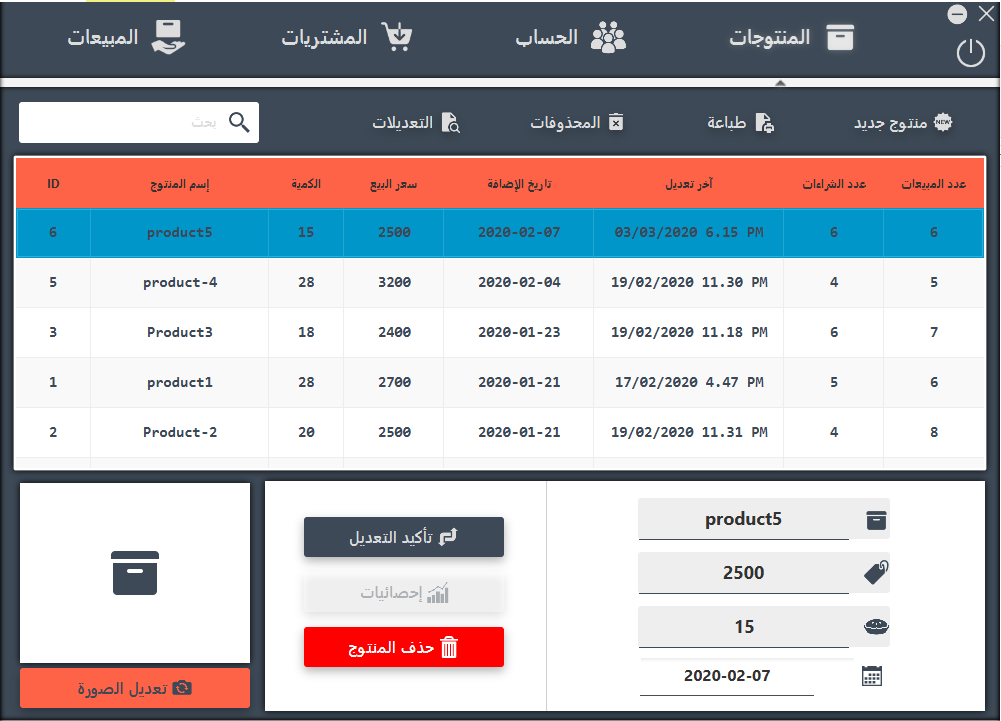 المنتوجات
الحساب
المشتريات
المبيعات
NEW منتوج جديد
طباعة
المحذوفات
التعديلات
بحث
عدد المبيعات عدد الشراءات آخر تعديل تاريخ الإضافة سعر البيع الكمية إسم المنتوج ID
6 product5 15 2500 2020-02-07 03/03/2020 6.15 PM 6 6
5 product-4 28 3200 2020-02-04 19/02/2020 11.30 PM 4 5
3 Product3 18 2400 2020-01-23 19/02/2020 11.18 PM 6 7
1 product1 28 2700 2020-01-21 17/02/2020 4.47 PM 5 6
2 Product-2 20 2500 2020-01-21 19/02/2020 11.31 PM 4 8
product5
2500
15
2020-02-07
تأكيد التعديل
إحصائيات
حذف المنتوج
تعديل الصورة